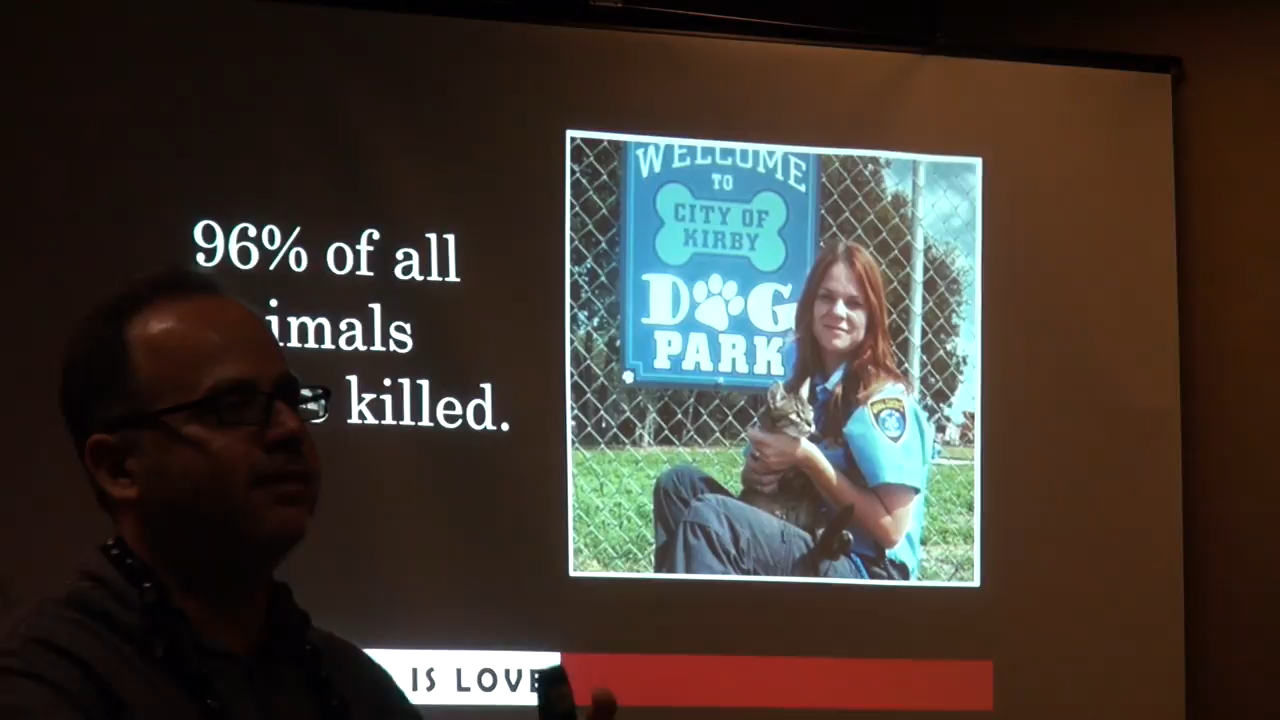 96% of all
imals
killed.
WELCOME
TO
CITY OF
KIRBY
DOG
PARK
IS LOVE